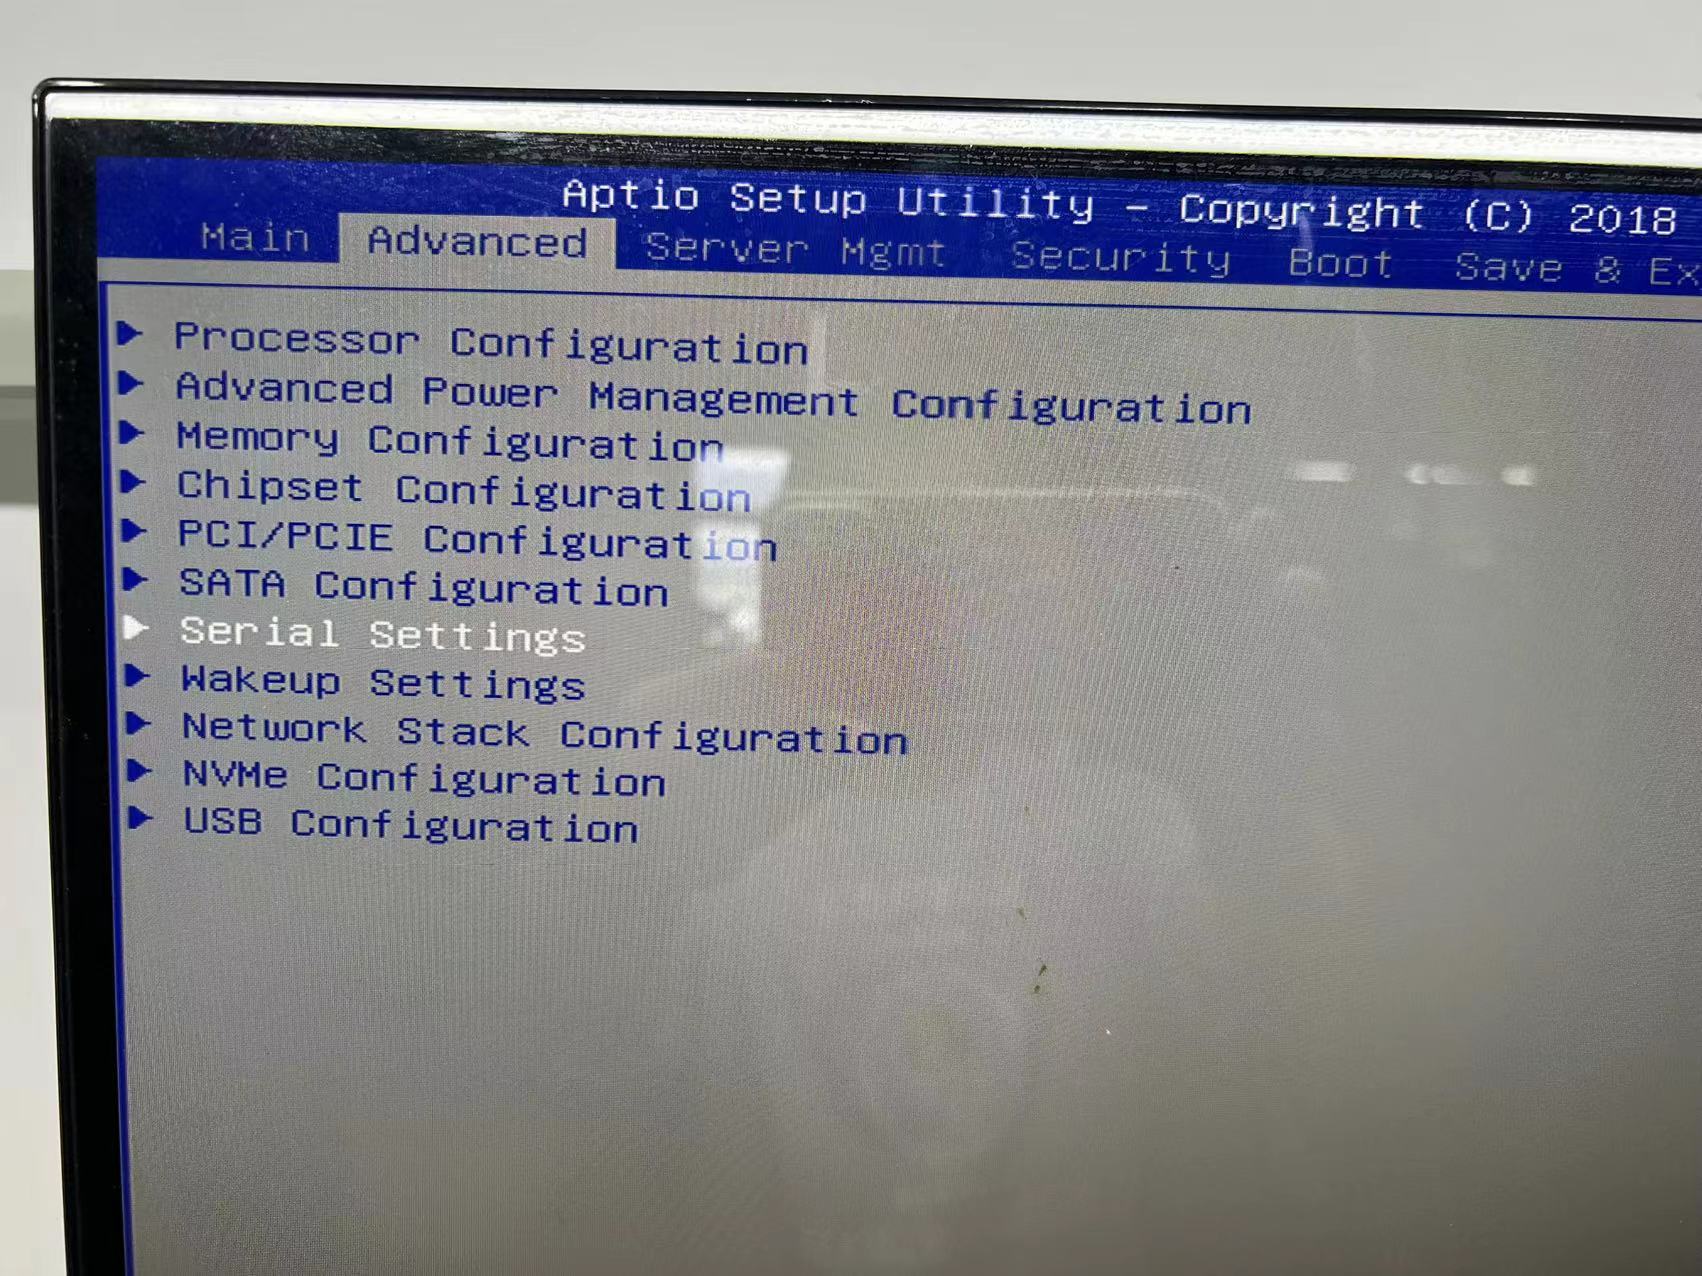 Aptio Setup Utility – Copyright (C) 2018
Main Advanced Server Mgmt Security Boot Save &
Processor Configuration
Advanced Power Management Configuration
Memory Configuration
Chipset Configuration
PCI/PCIE Configuration
SATA Configuration
Serial Settings
Wakeup Settings
Network Stack Configuration
NVMe Configuration
USB Configuration